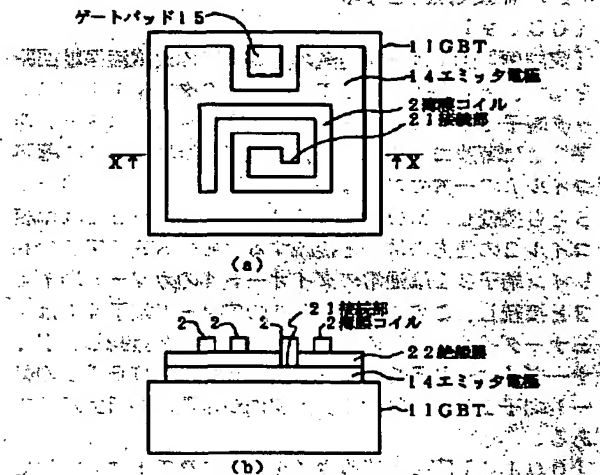 ゲートパッド15
1IGBT
14エミッタ電極
2薄膜コイル
21接続部
X↑
↑X
(a)
21接続部
2 2 2 2薄膜コイル
22絶縁膜
14エミッタ電極
1IGBT
(b)